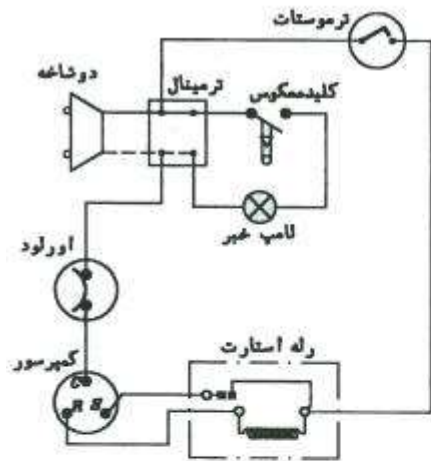 ترموستات
دوشاخه
ترمینال
کلیدمعکوس
لامپ خبر
اورلود
کمپرسور
رله استارت
C
R S